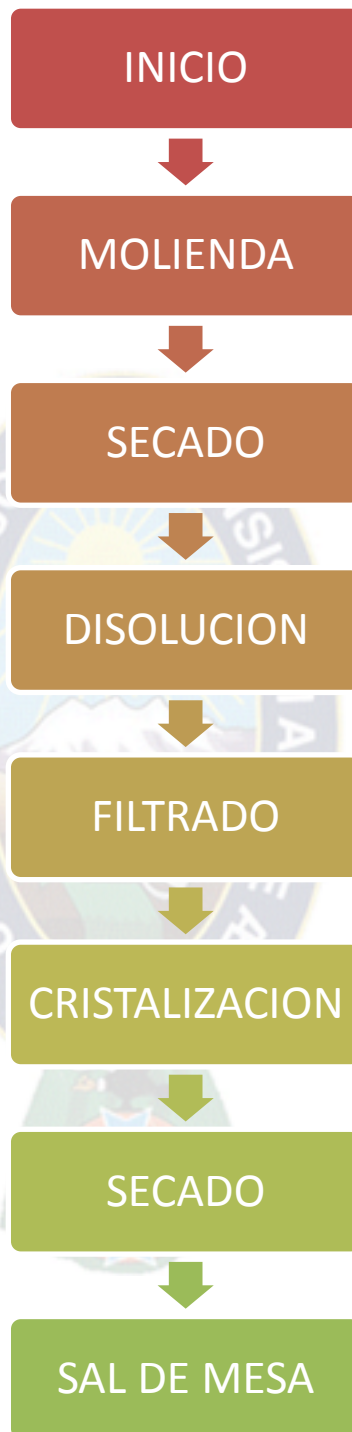 INICIO
MOLIENDA
SECADO
DISOLUCION
FILTRADO
CRISTALIZACION
SECADO
SAL DE MESA